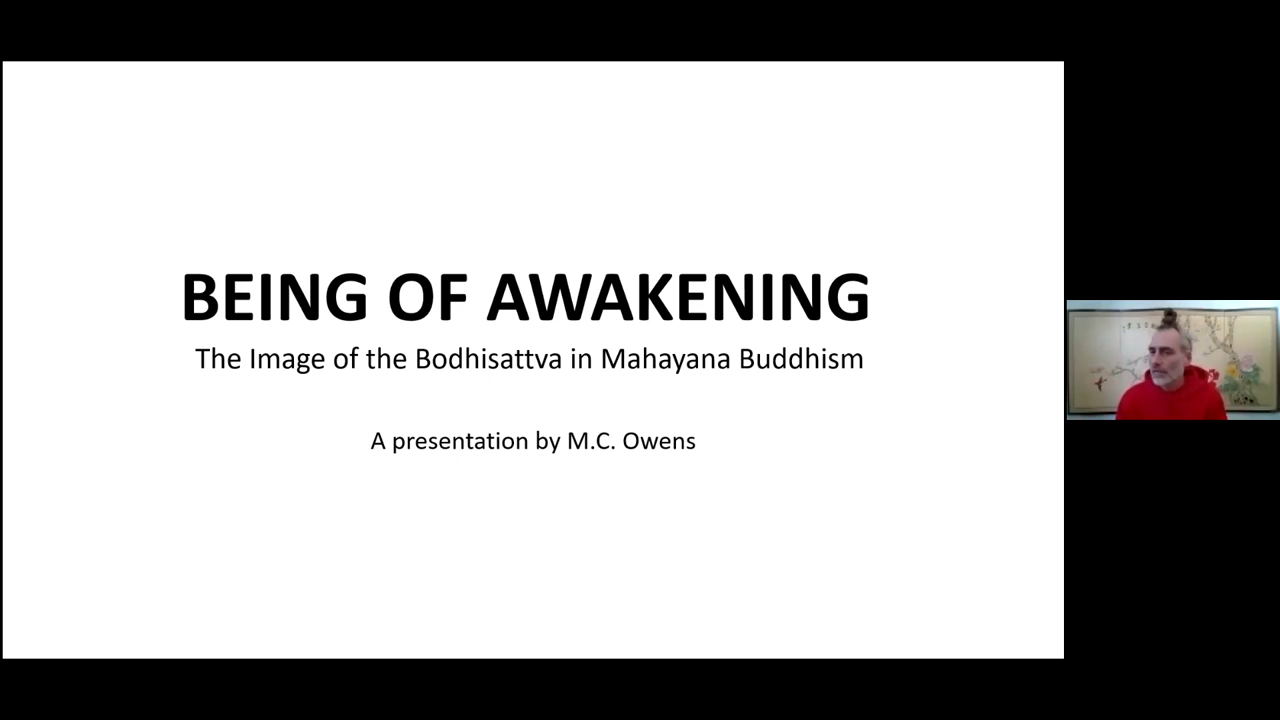 BEING OF AWAKENING
The Image of the Bodhisattva in Mahayana Buddhism
A presentation by M.C. Owens